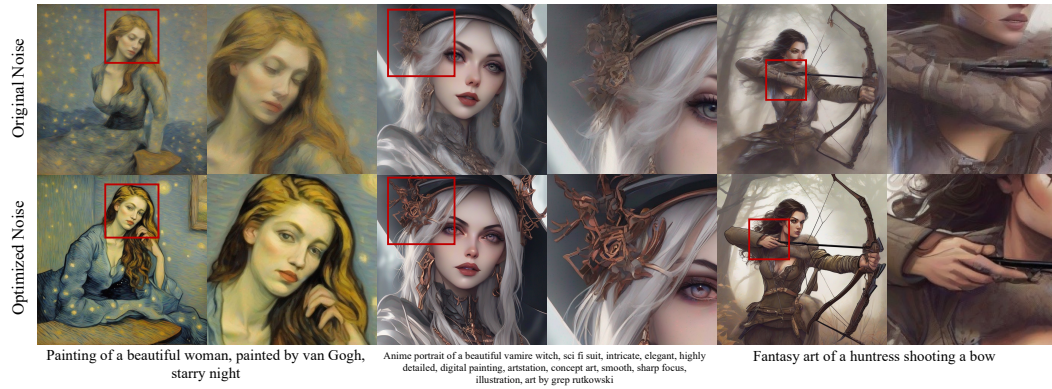 Original Noise
Optimized Noise
Painting of a beautiful woman, painted by van Gogh,
starry night
Anime portrait of a beautiful vamire witch, sci fi suit, intricate, elegant, highly
detailed, digital painting, artstation, concept art, smooth, sharp focus,
illustration, art by grep rutkowski
Fantasy art of a huntress shooting a bow